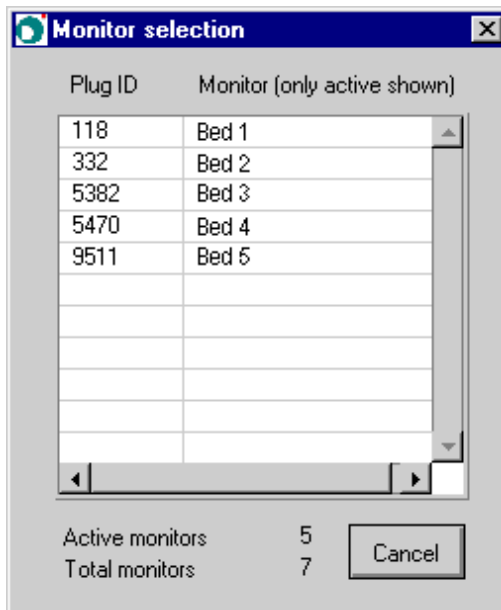 Monitor selection
Plug ID Monitor (only active shown)
118 Bed 1
332 Bed 2
5382 Bed 3
5470 Bed 4
9511 Bed 5
Active monitors 5
Total monitors 7
Cancel